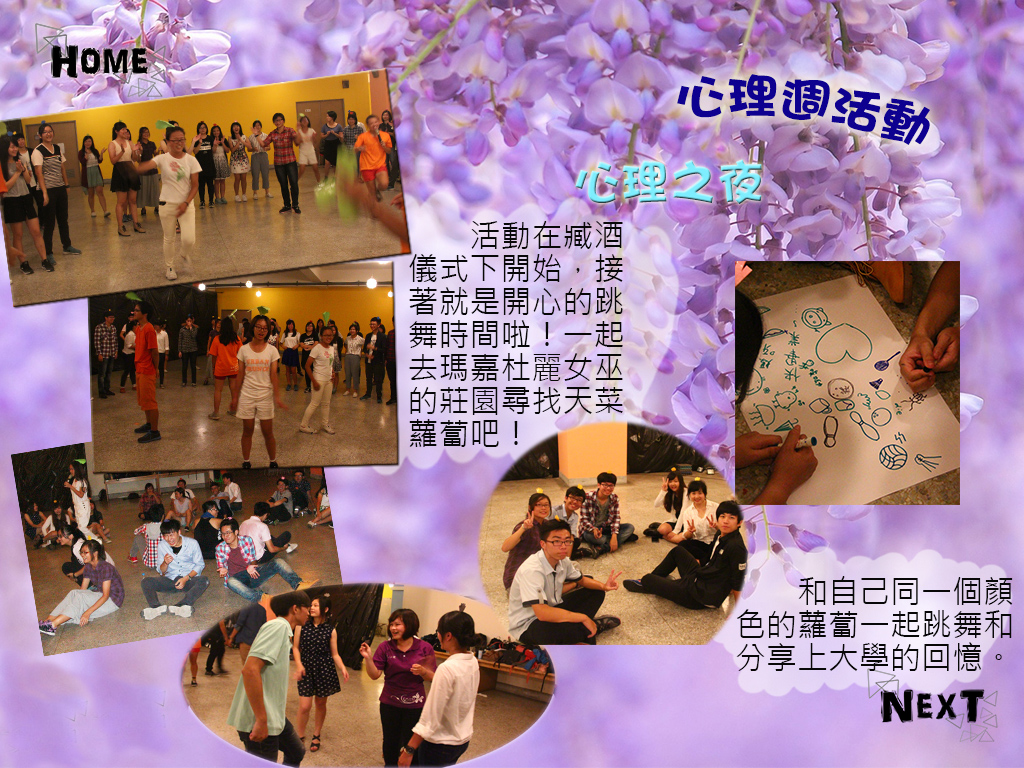 HOME
心理週活動
心理之夜
活動在臧酒
儀式下開始，接
著就是開心的跳
舞時間啦！一起
去瑪嘉杜麗女巫
的莊園尋找天菜
蘿蔔吧！
和自己同一個顏
色的蘿蔔一起跳舞和
分享上大學的回憶。
NEXT